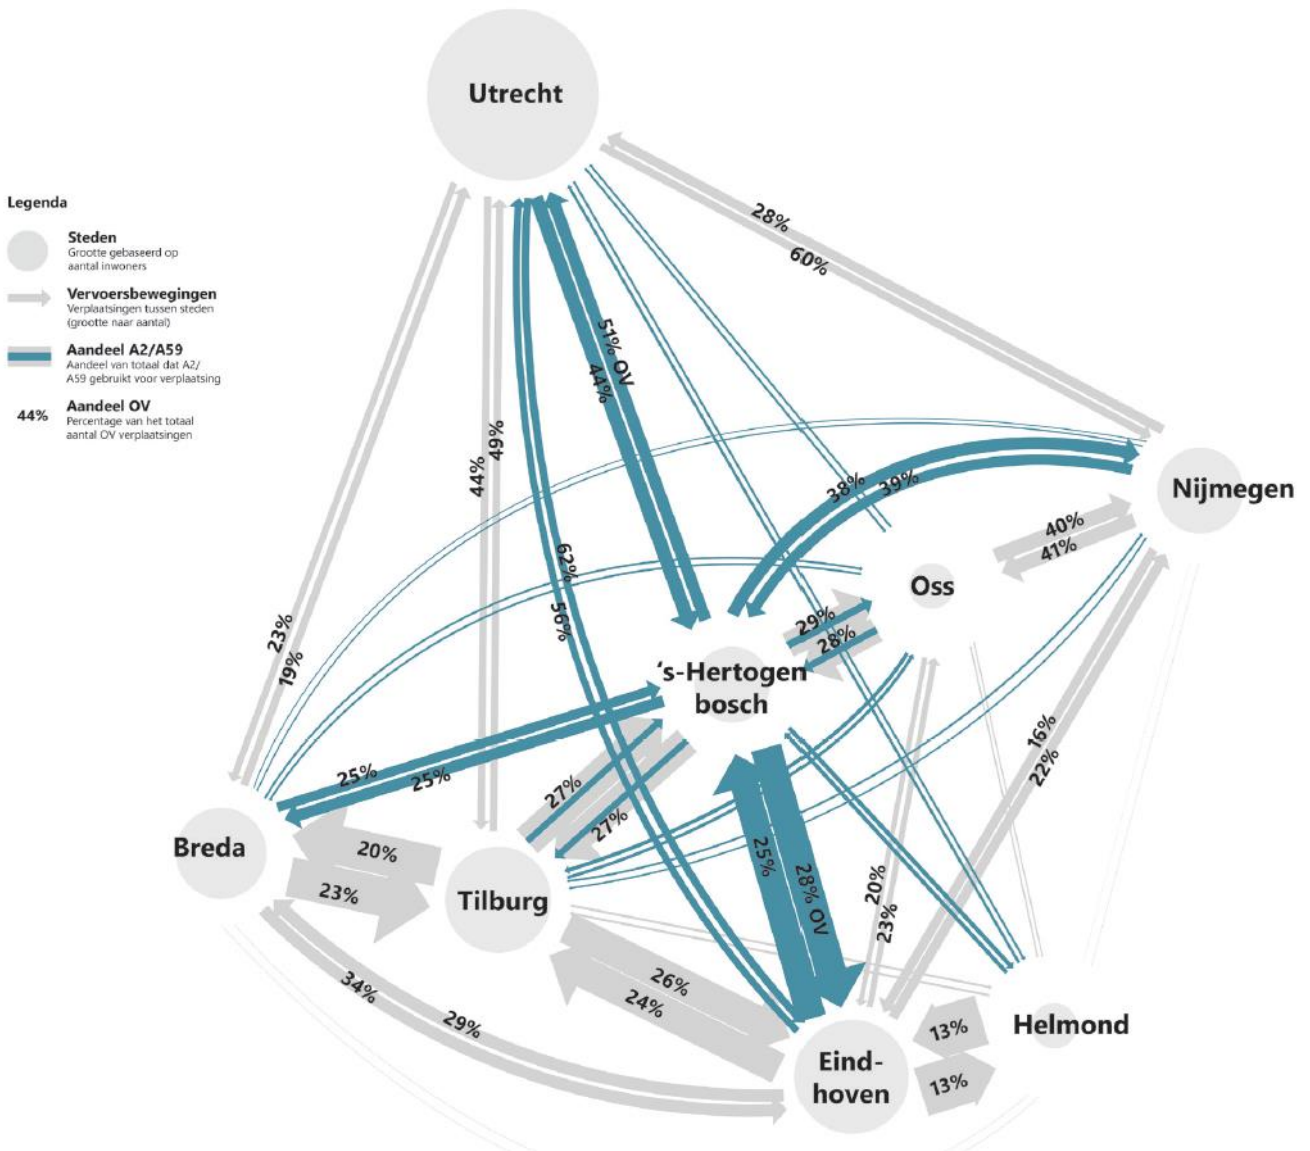 Utrecht
Legenda
Steden
Grootte gebaseerd op
aantal inwoners
Vervoersbewegingen
Verplaatsingen tussen steden
(grootte naar aantal)
Aandeel A2/A59
Aandeel van totaal dat A2/
A59 gebruikt voor verplaatsing
44%
Aandeel OV
Percentage van het totaal
aantal OV verplaatsingen
28%
60%
51% OV
44%
44%
49%
38%
39%
Nijmegen
40%
41%
62%
56%
Oss
29%
28%
23%
19%
's-Hertogen
bosch
16%
22%
25%
25%
27%
27%
Breda
20%
23%
Tilburg
25%
28% OV
20%
23%
26%
24%
34%
29%
Helmond
13%
13%
Eind-
hoven